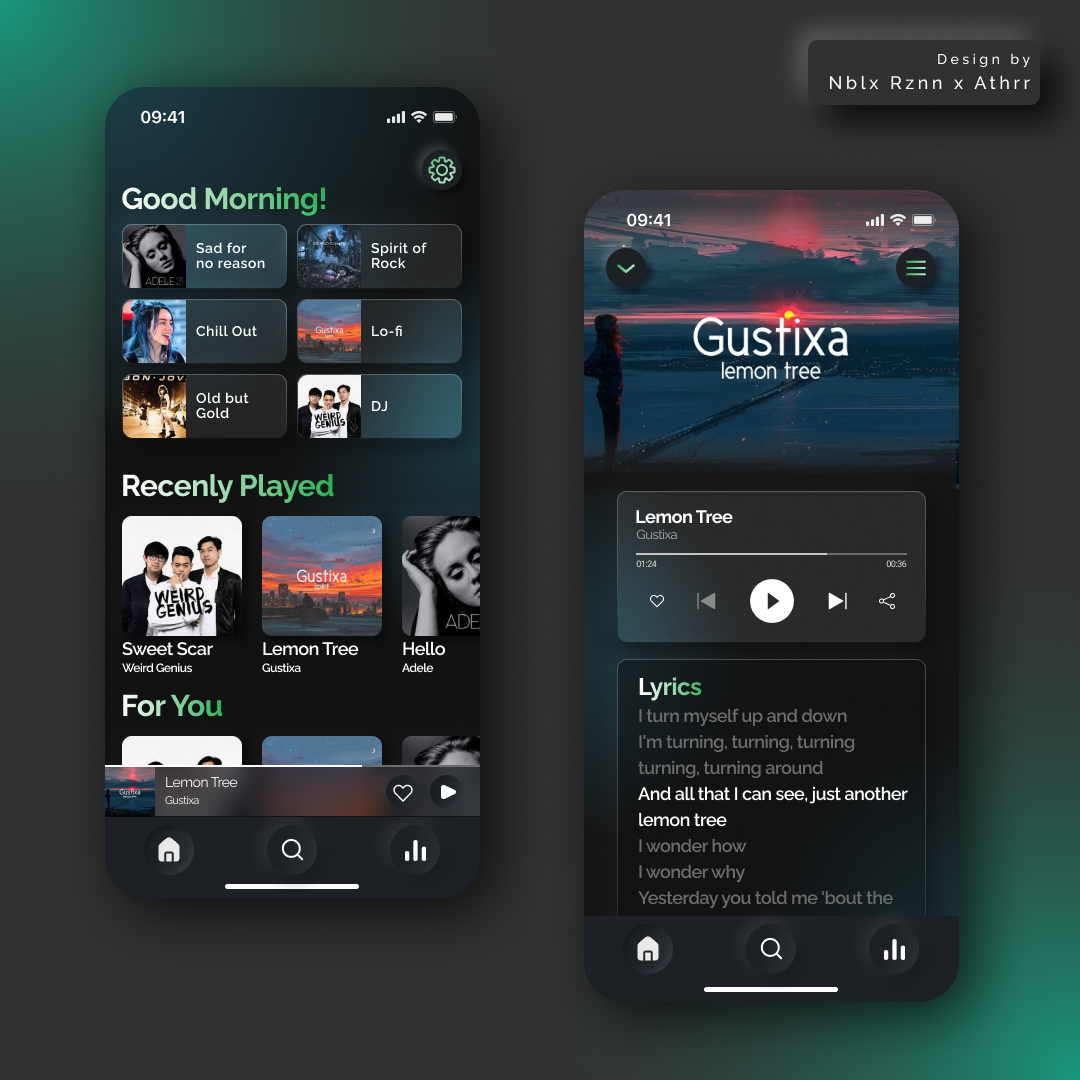 Design by
Nblx Rznn x Athrr
09:41
Good Morning!
ADELE 21
Sad for
no reason
Spirit of
Rock
Chill Out
Gustixa
Lo-fi
BON JOVI
Old but
Gold
WEIRD
GENIUS
DJ
Recenly Played
WEIRD
GENIUS
Gustixa
spirit
ADE
Sweet Scar
Weird Genius
Lemon Tree
Gustixa
Hello
Adele
For You
Gustixa
lemon tree
Lemon Tree
Gustixa
09:41
Gustixa
lemon tree
Lemon Tree
Gustixa
01:24
00:36
Lyrics
I turn myself up and down
I'm turning, turning, turning
turning, turning around
And all that I can see, just another
lemon tree
I wonder how
I wonder why
Yesterday you told me 'bout the